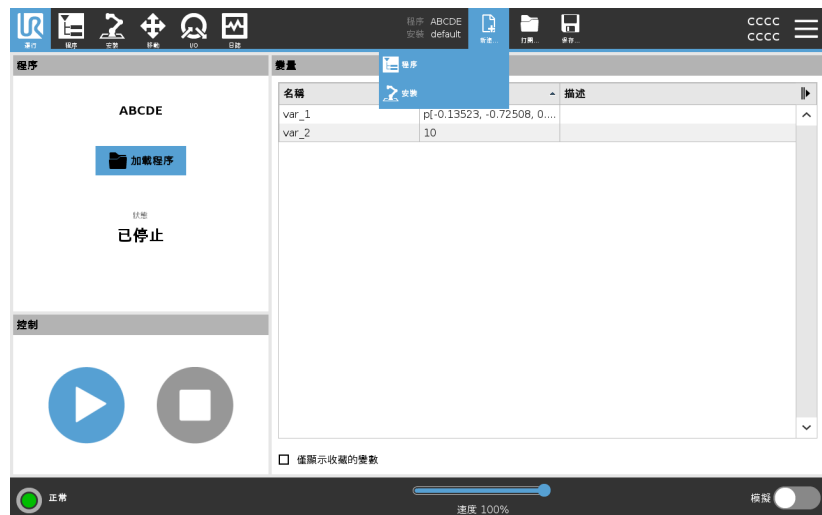 運行
程序
安裝
移動
I/O
日誌
程序 ABCDE
安裝 default
新建...
打開...
保存...
cccc
cccc
程序
安裝
程序
ABCDE
加載程序
狀態
已停止
控制
變量
名稱
描述
var_1 p[-0.13523, -0.72508, 0....
var_2 10
僅顯示收藏的變數
正常
速度 100%
模擬